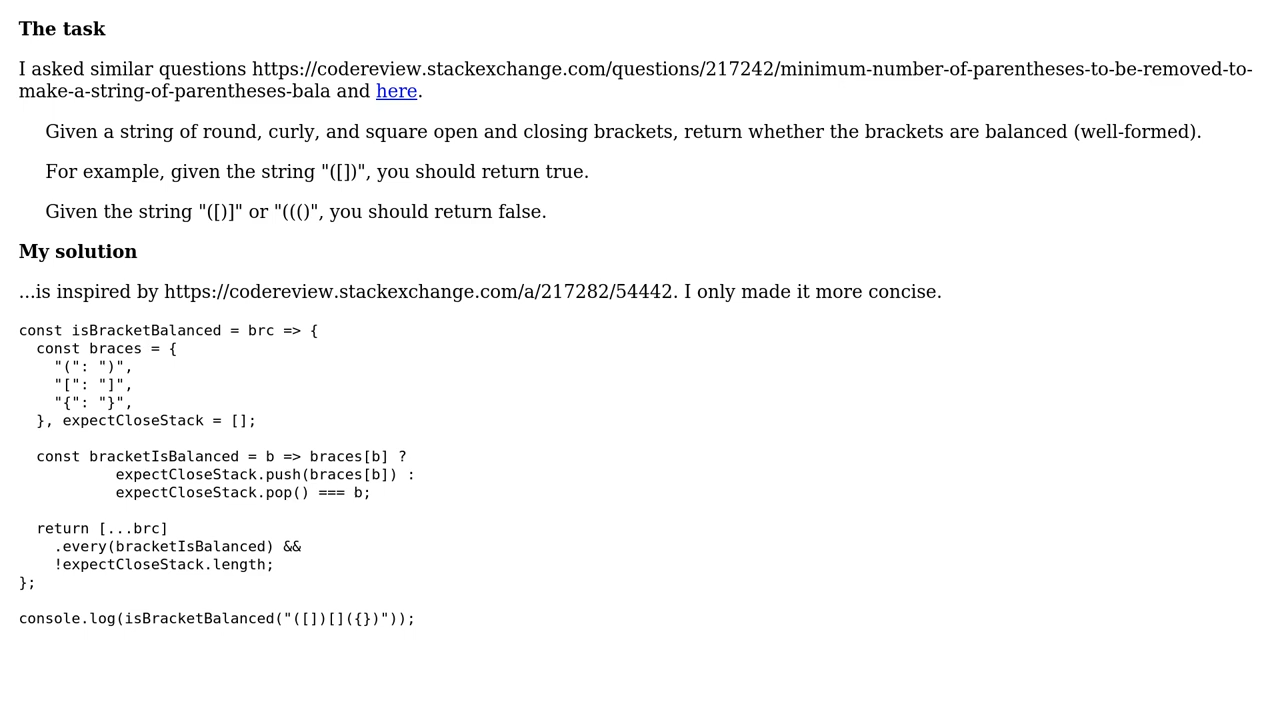 The task
I asked similar questions https://codereview.stackexchange.com/questions/217242/minimum-number-of-parentheses-to-be-removed-to-
make-a-string-of-parentheses-bala and here.
Given a string of round, curly, and square open and closing brackets, return whether the brackets are balanced (well-formed).
For example, given the string "([])", you should return true.
Given the string "([)]" or "((()", you should return false.
My solution
...is inspired by https://codereview.stackexchange.com/a/217282/54442. I only made it more concise.
const isBracketBalanced = brc => {
  const braces = {
    "(": ")",
    "[": "]",
    "{": "}",
  }, expectCloseStack = [];
  const bracketIsBalanced = b => braces[b] ?
           expectCloseStack.push(braces[b]) :
           expectCloseStack.pop() === b;
  return [...brc]
    .every(bracketIsBalanced) &&
    !expectCloseStack.length;
};
console.log(isBracketBalanced("([])[]({})"));